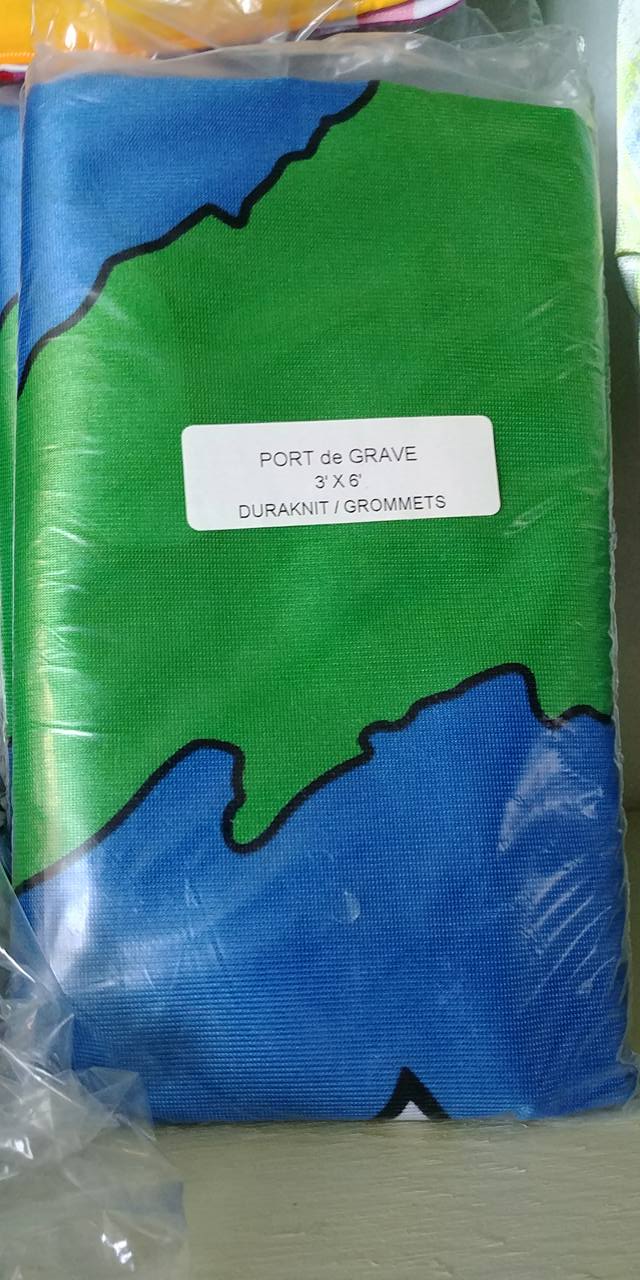 PORT de GRAVE
3' X 6'
DURAKNIT / GROMMETS